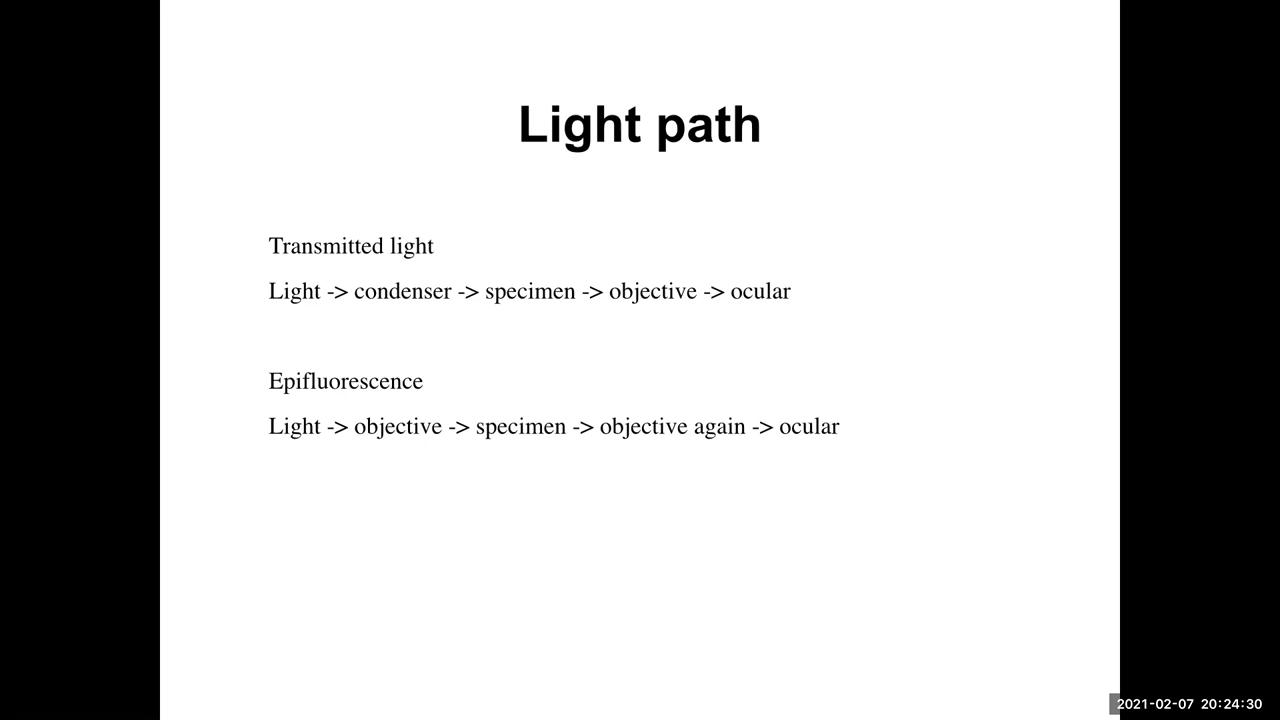 Light path
Transmitted light
Light -> condenser -> specimen -> objective -> ocular
Epifluorescence
Light -> objective -> specimen -> objective again -> ocular
2021-02-07 20:24:30